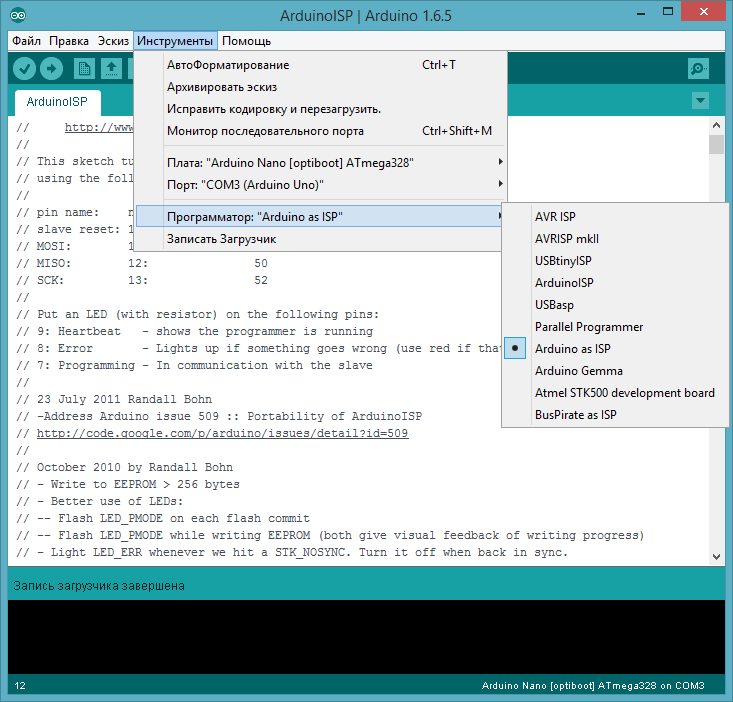 ArduinoISP | Arduino 1.6.5
Файл Правка Эскиз Инструменты Помощь
АвтоФорматирование Ctrl+T
Архивировать эскиз
Исправить кодировку и перезагрузить.
Монитор последовательного порта Ctrl+Shift+M
Плата: "Arduino Nano [optiboot] ATmega328"
Порт: "COM3 (Arduino Uno)"
Программатор: "Arduino as ISP"
Записать Загрузчик
AVR ISP
AVRISP mkII
USBtinyISP
ArduinoISP
USBasp
Parallel Programmer
Arduino as ISP
Arduino Gemma
Atmel STK500 development board
BusPirate as ISP
ArduinoISP
// http://www
//
// This sketch tu
// using the foll
//
// pin name: n
// slave reset: 1
// MOSI: 1
// MISO: 12: 50
// SCK: 13: 52
//
// Put an LED (with resistor) on the following pins:
// 9: Heartbeat - shows the programmer is running
// 8: Error - Lights up if something goes wrong (use red if that
// 7: Programming - In communication with the slave
//
// 23 July 2011 Randall Bohn
// -Address Arduino issue 509 :: Portability of ArduinoISP
// http://code.google.com/p/arduino/issues/detail?id=509
//
// October 2010 by Randall Bohn
// - Write to EEPROM > 256 bytes
// - Better use of LEDs:
// -- Flash LED_PMODE on each flash commit
// -- Flash LED_PMODE while writing EEPROM (both give visual feedback of writing progress)
// - Light LED_ERR whenever we hit a STK_NOSYNC. Turn it off when back in sync.
Запись загрузчика завершена
12 Arduino Nano [optiboot] ATmega328 on COM3